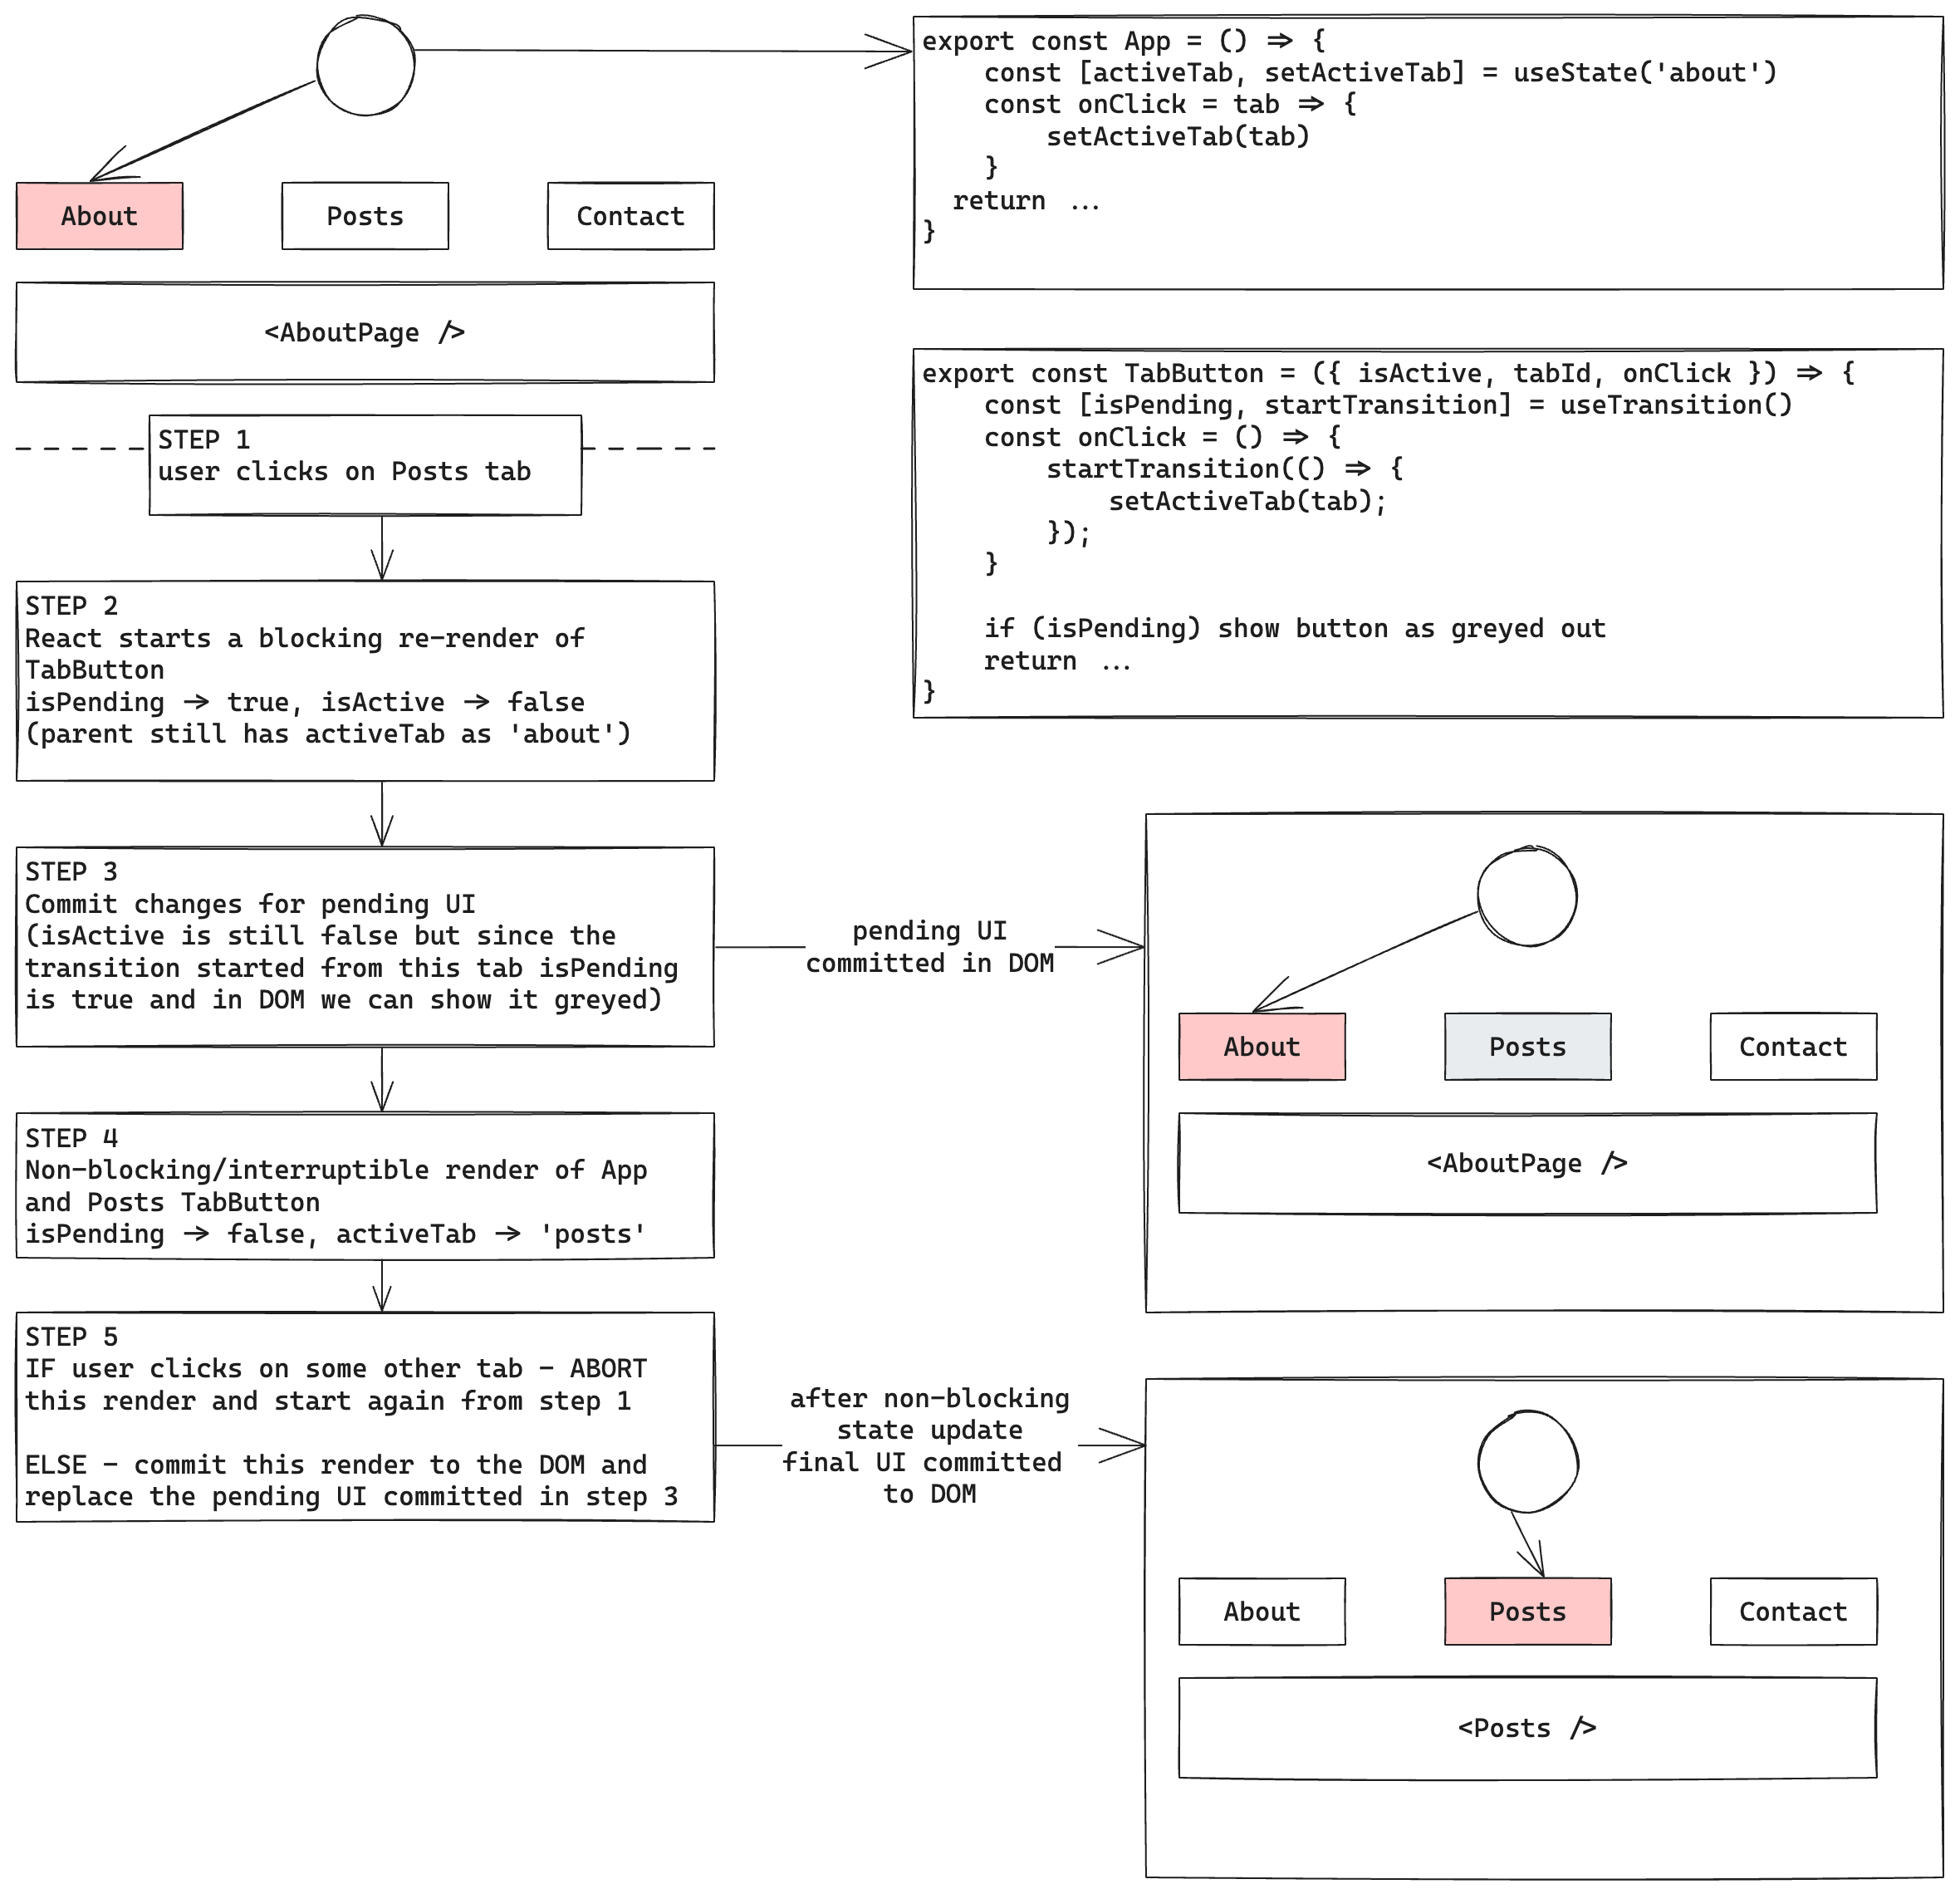 export const App = () => {
    const [activeTab, setActiveTab] = useState('about')
    const onClick = tab => {
        setActiveTab(tab)
    }
  return ...
}
About
Posts
Contact
<AboutPage />
export const TabButton = ({ isActive, tabId, onClick }) => {
    const [isPending, startTransition] = useTransition()
    const onClick = () => {
        startTransition(() => {
            setActiveTab(tab);
        });
    }
    if (isPending) show button as greyed out
    return ...
}
STEP 1
user clicks on Posts tab
STEP 2
React starts a blocking re-render of
TabButton
isPending -> true, isActive -> false
(parent still has activeTab as 'about')
STEP 3
Commit changes for pending UI
(isActive is still false but since the
transition started from this tab isPending
is true and in DOM we can show it greyed)
pending UI
committed in DOM
About
Posts
Contact
<AboutPage />
STEP 4
Non-blocking/interruptible render of App
and Posts TabButton
isPending -> false, activeTab -> 'posts'
STEP 5
IF user clicks on some other tab - ABORT
this render and start again from step 1
ELSE - commit this render to the DOM and
replace the pending UI committed in step 3
after non-blocking
state update
final UI committed
to DOM
About
Posts
Contact
<Posts />